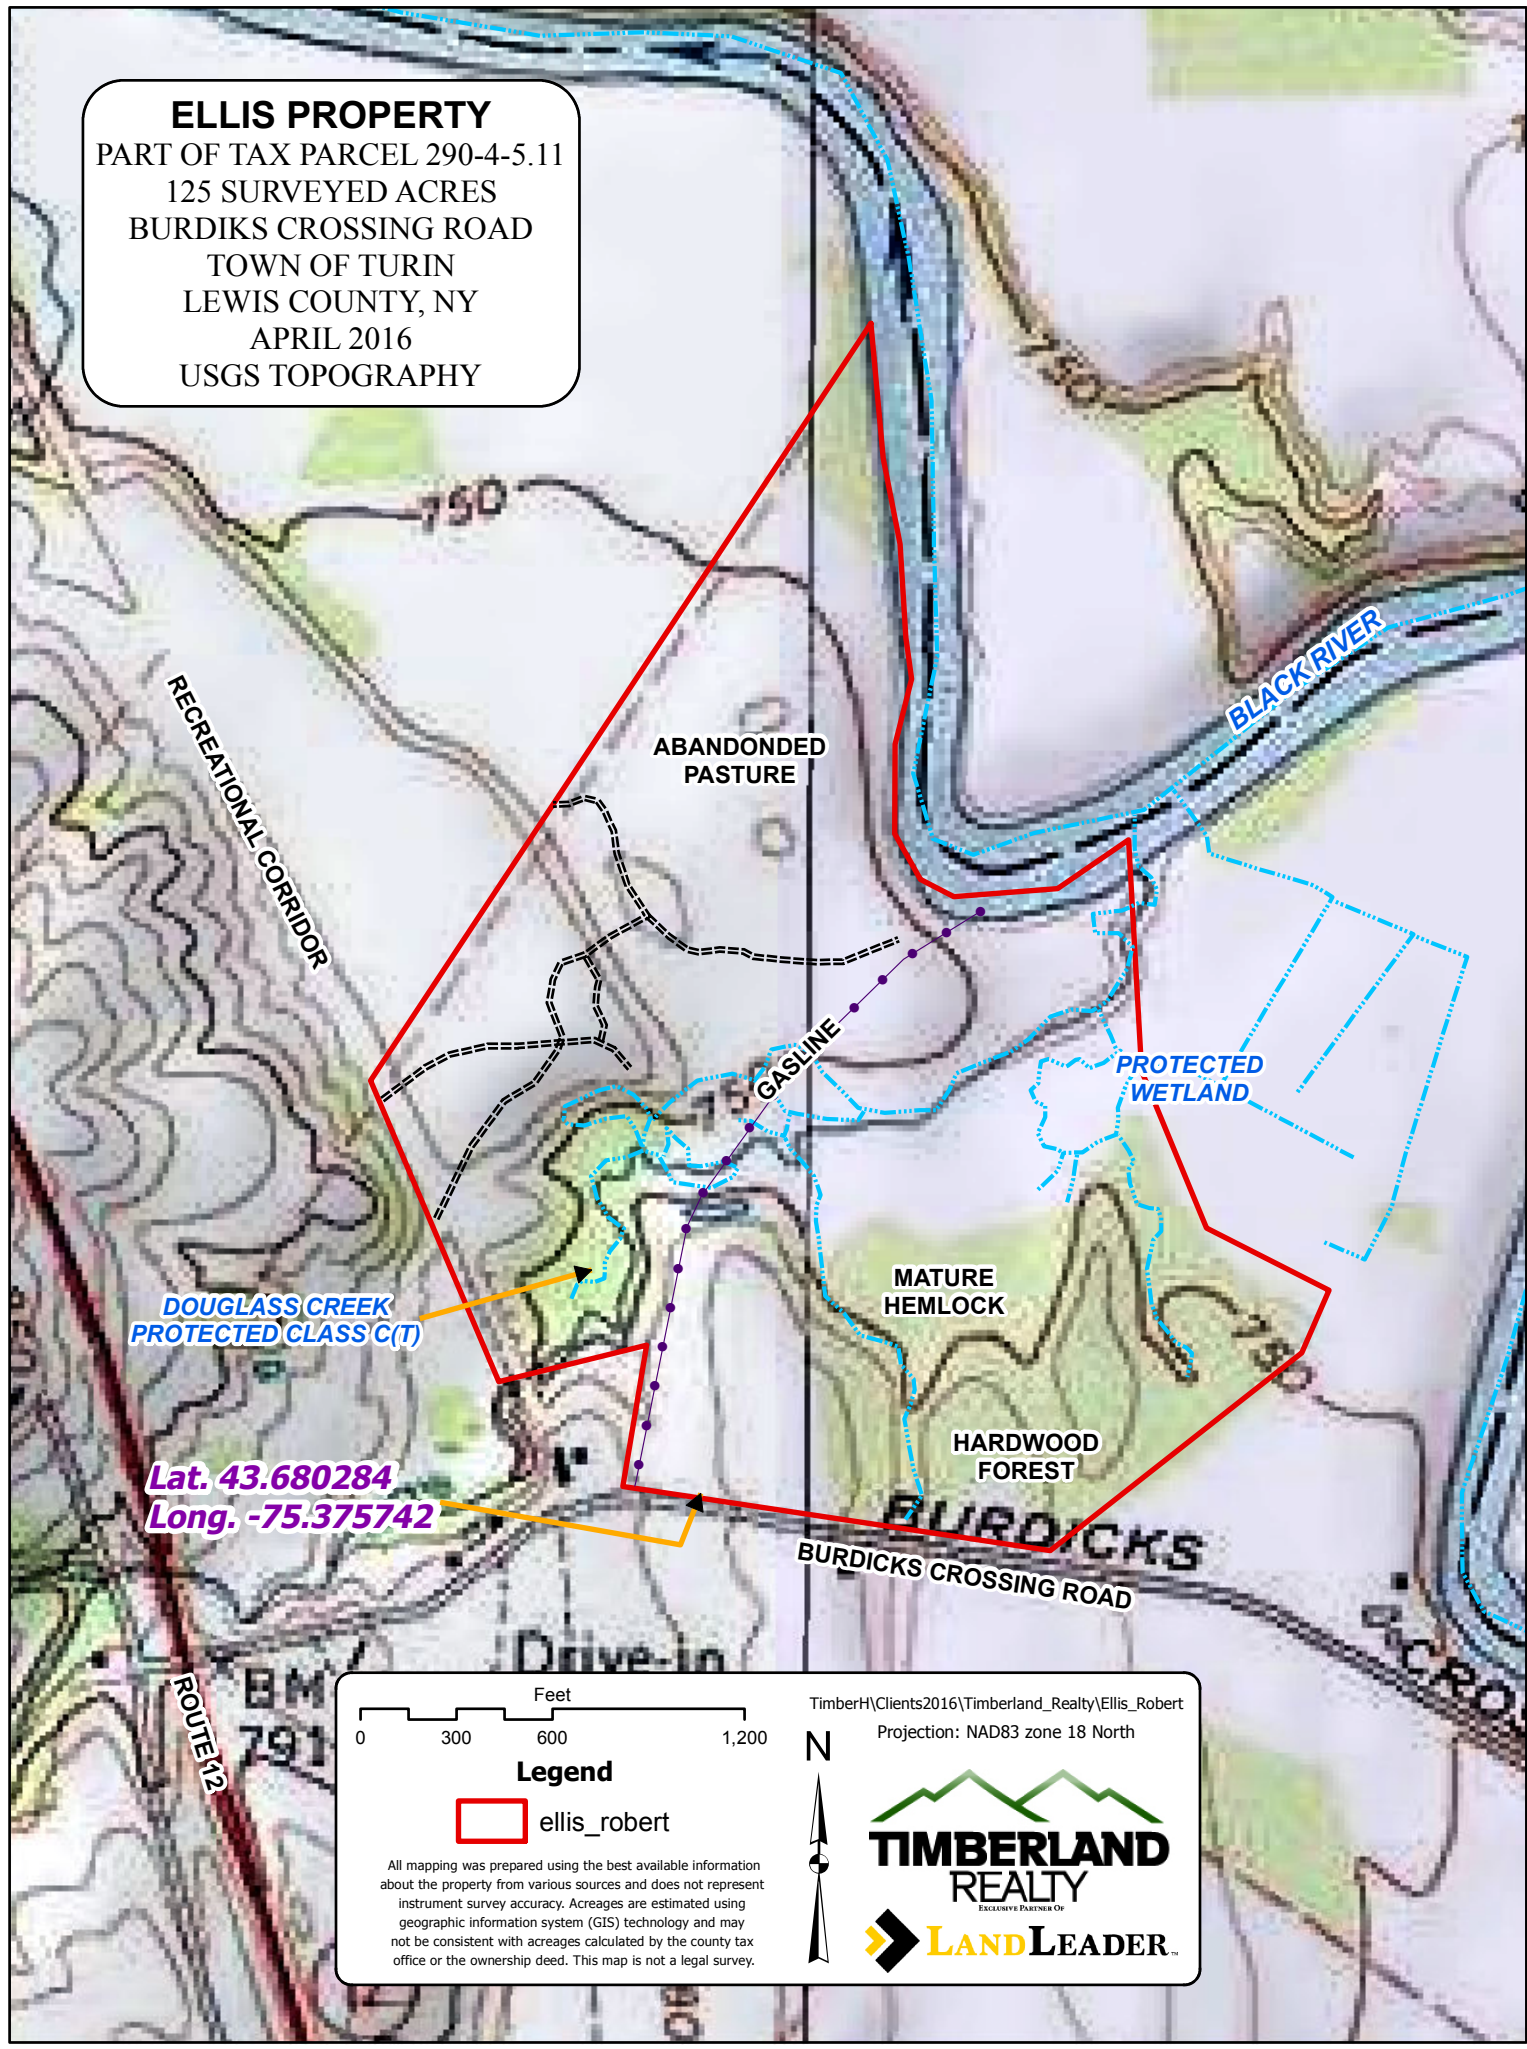 ELLIS PROPERTY
PART OF TAX PARCEL 290-4-5.11
125 SURVEYED ACRES
BURDIKS CROSSING ROAD
TOWN OF TURIN
LEWIS COUNTY, NY
APRIL 2016
USGS TOPOGRAPHY
750
BLACK RIVER
RECREATIONAL CORRIDOR
ABANDONDED
PASTURE
GASLINE
PROTECTED
WETLAND
MATURE
HEMLOCK
DOUGLASS CREEK
PROTECTED CLASS C(T)
HARDWOOD
FOREST
Lat. 43.680284
Long. -75.375742
BURDICKS
BURDICKS CROSSING ROAD
Drive-in
BM
791
ROUTE 12
Feet
0 300 600 1,200
Legend
ellis_robert
All mapping was prepared using the best available information
about the property from various sources and does not represent
instrument survey accuracy. Acreages are estimated using
geographic information system (GIS) technology and may
not be consistent with acreages calculated by the county tax
office or the ownership deed. This map is not a legal survey.
TimberH\Clients2016\Timberland_Realty\Ellis_Robert
Projection: NAD83 zone 18 North
N
TIMBERLAND
REALTY
EXCLUSIVE PARTNER OF
LANDLEADER™